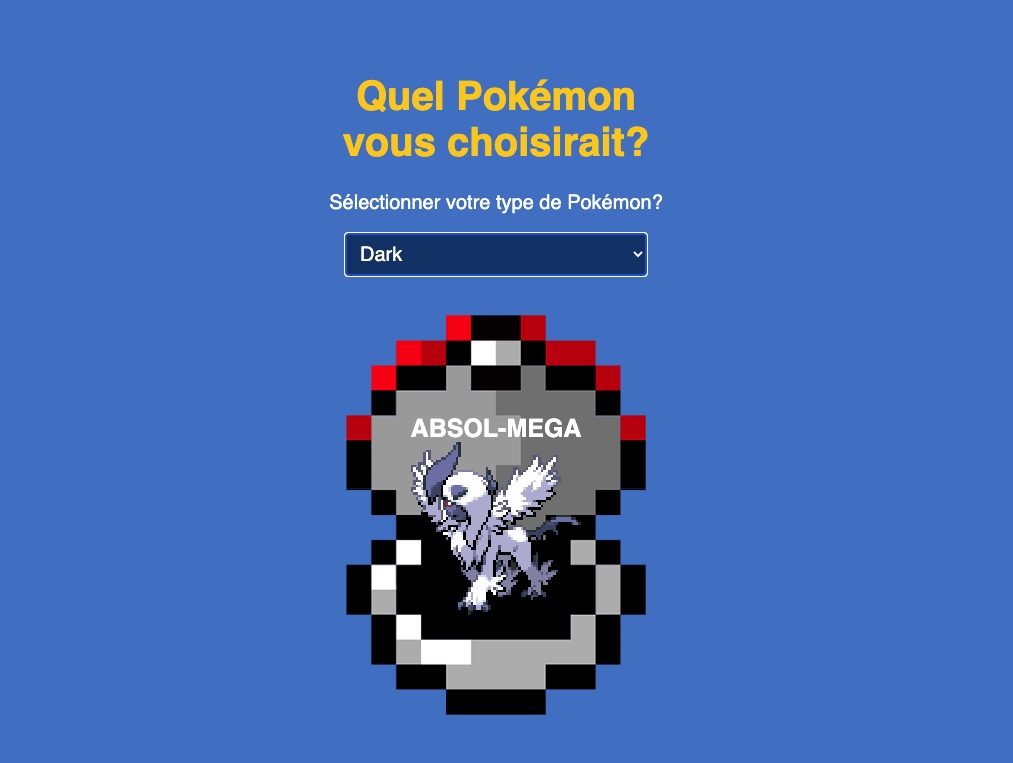 Quel Pokémon
vous choisirait?
Sélectionner votre type de Pokémon?
Dark
ABSOL-MEGA